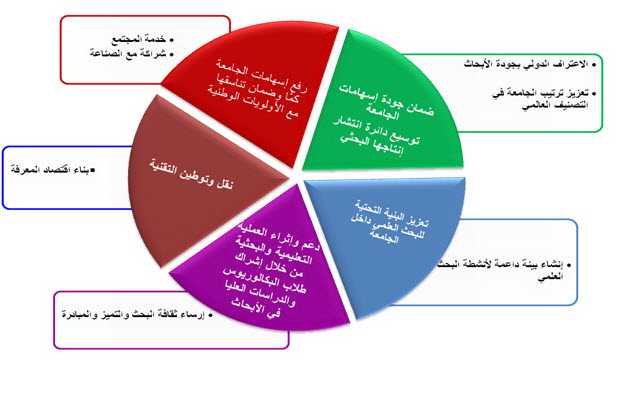 خدمة المجتمع
شراكة مع الصناعة
رفع إسهامات الجامعة
كماً وضمان تناسقها
مع الأولويات الوطنية
ضمان جودة إسهامات
الجامعة
توسيع دائرة انتشار
إنتاجها البحثي
الاعتراف الدولي بجودة الأبحاث
تعزيز ترتيب الجامعة في
التصنيف العالمي
تعزيز البنية التحتية
للبحث العلمي داخل
الجامعة
إنشاء بيئة داعمة لأنشطة البحث
العلمي
دعم وإثراء العملية
التعليمية والبحثية
من خلال إشراك
طلاب البكالوريوس
والدراسات العليا
في الأبحاث
إرساء ثقافة البحث والتميز والمبادرة
نقل وتوطين التقنية
بناء اقتصاد المعرفة